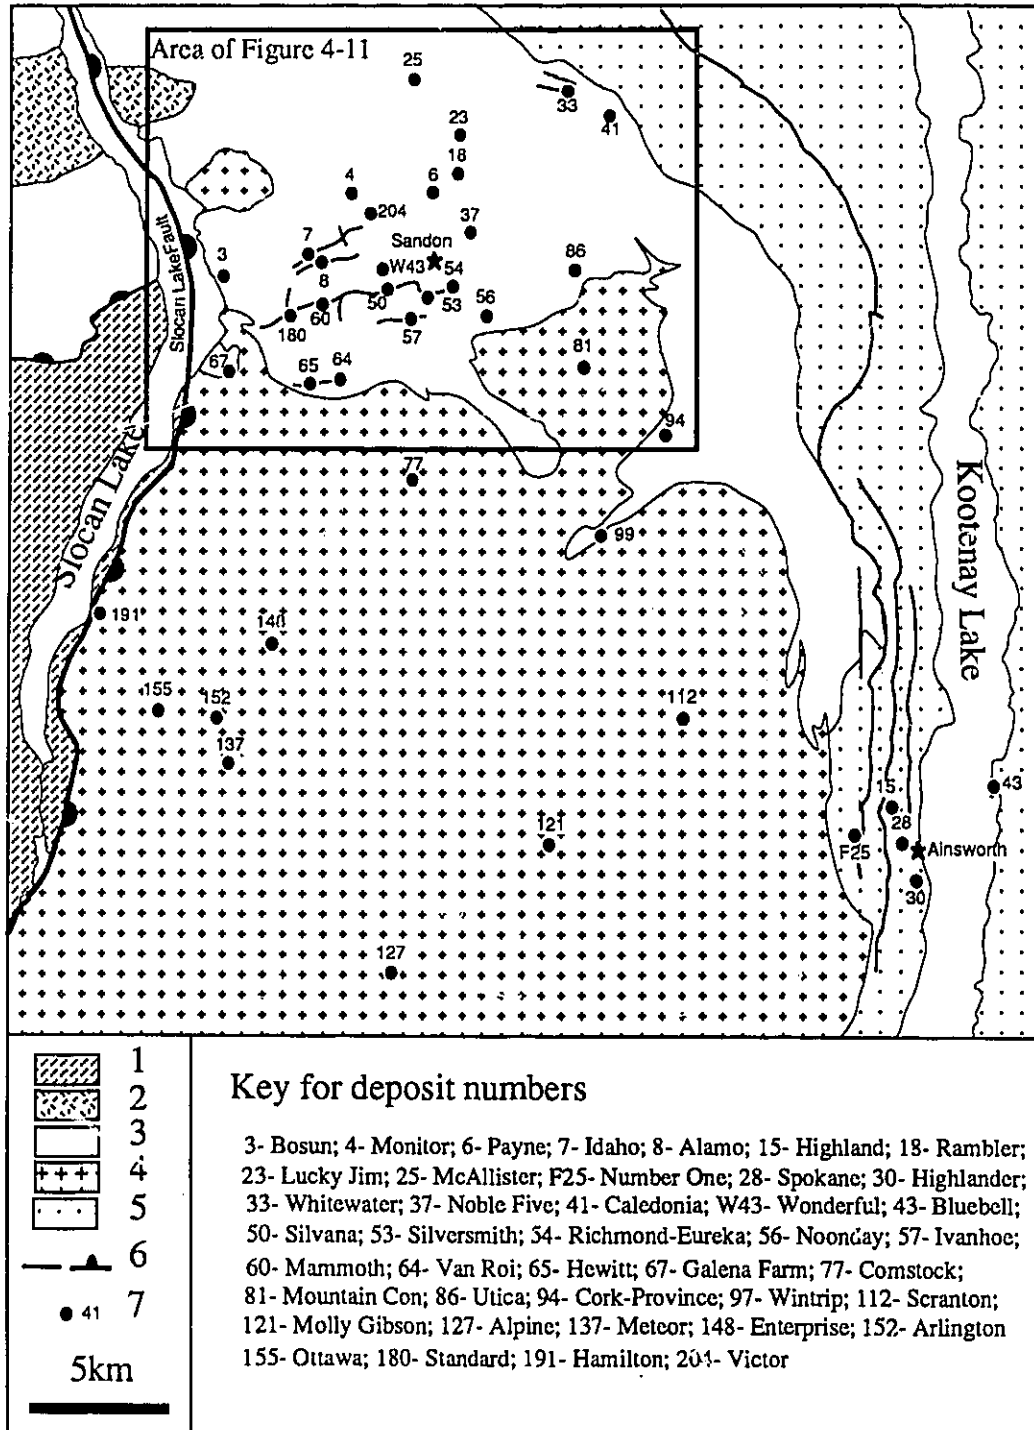 Area of Figure 4-11
25
33
41
23
18
4
6
204
37
7
Sandon
86
3
W43
54
8
50
53
56
180
60
57
81
67
65
64
94
Slocan Lake Fault
77
Slocan Lake
Kootenay Lake
99
191
148
155
152
112
137
43
15
28
121
F25
Ainsworth
30
127
1
2
3
4
5
6
41 7
5km
Key for deposit numbers
3- Bosun; 4- Monitor; 6- Payne; 7- Idaho; 8- Alamo; 15- Highland; 18- Rambler;
23- Lucky Jim; 25- McAllister; F25- Number One; 28- Spokane; 30- Highlander;
33- Whitewater; 37- Noble Five; 41- Caledonia; W43- Wonderful; 43- Bluebell;
50- Silvana; 53- Silversmith; 54- Richmond-Eureka; 56- Noonday; 57- Ivanhoe;
60- Mammoth; 64- Van Roi; 65- Hewitt; 67- Galena Farm; 77- Comstock;
81- Mountain Con; 86- Utica; 94- Cork-Province; 97- Wintrip; 112- Scranton;
121- Molly Gibson; 127- Alpine; 137- Meteor; 148- Enterprise; 152- Arlington
155- Ottawa; 180- Standard; 191- Hamilton; 204- Victor